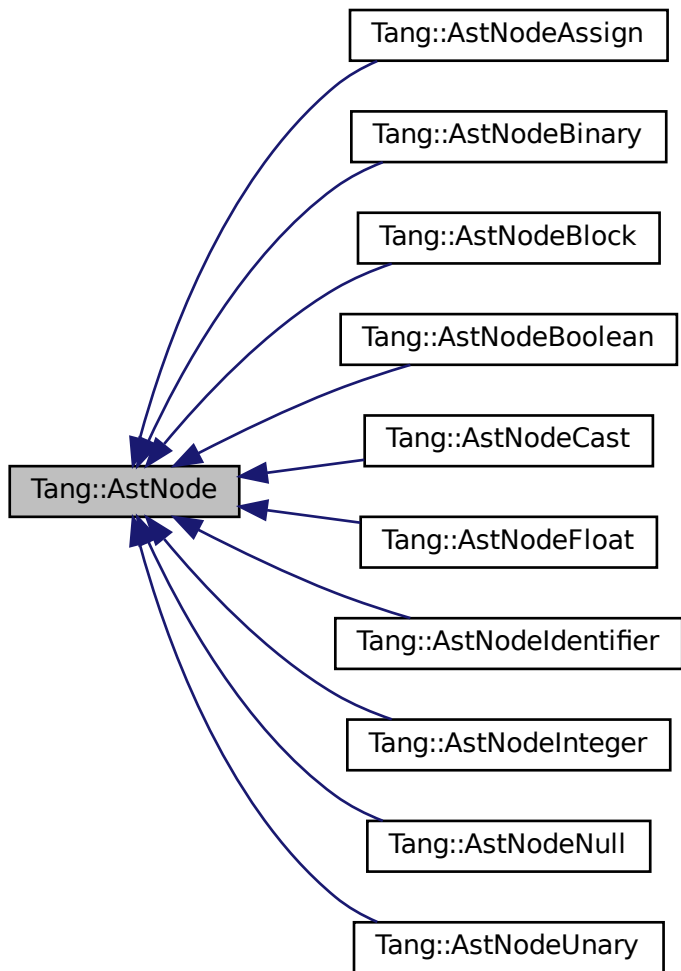 Tang::AstNodeAssign
Tang::AstNodeBinary
Tang::AstNodeBlock
Tang::AstNodeBoolean
Tang::AstNodeCast
Tang::AstNode
Tang::AstNodeFloat
Tang::AstNodeIdentifier
Tang::AstNodeInteger
Tang::AstNodeNull
Tang::AstNodeUnary